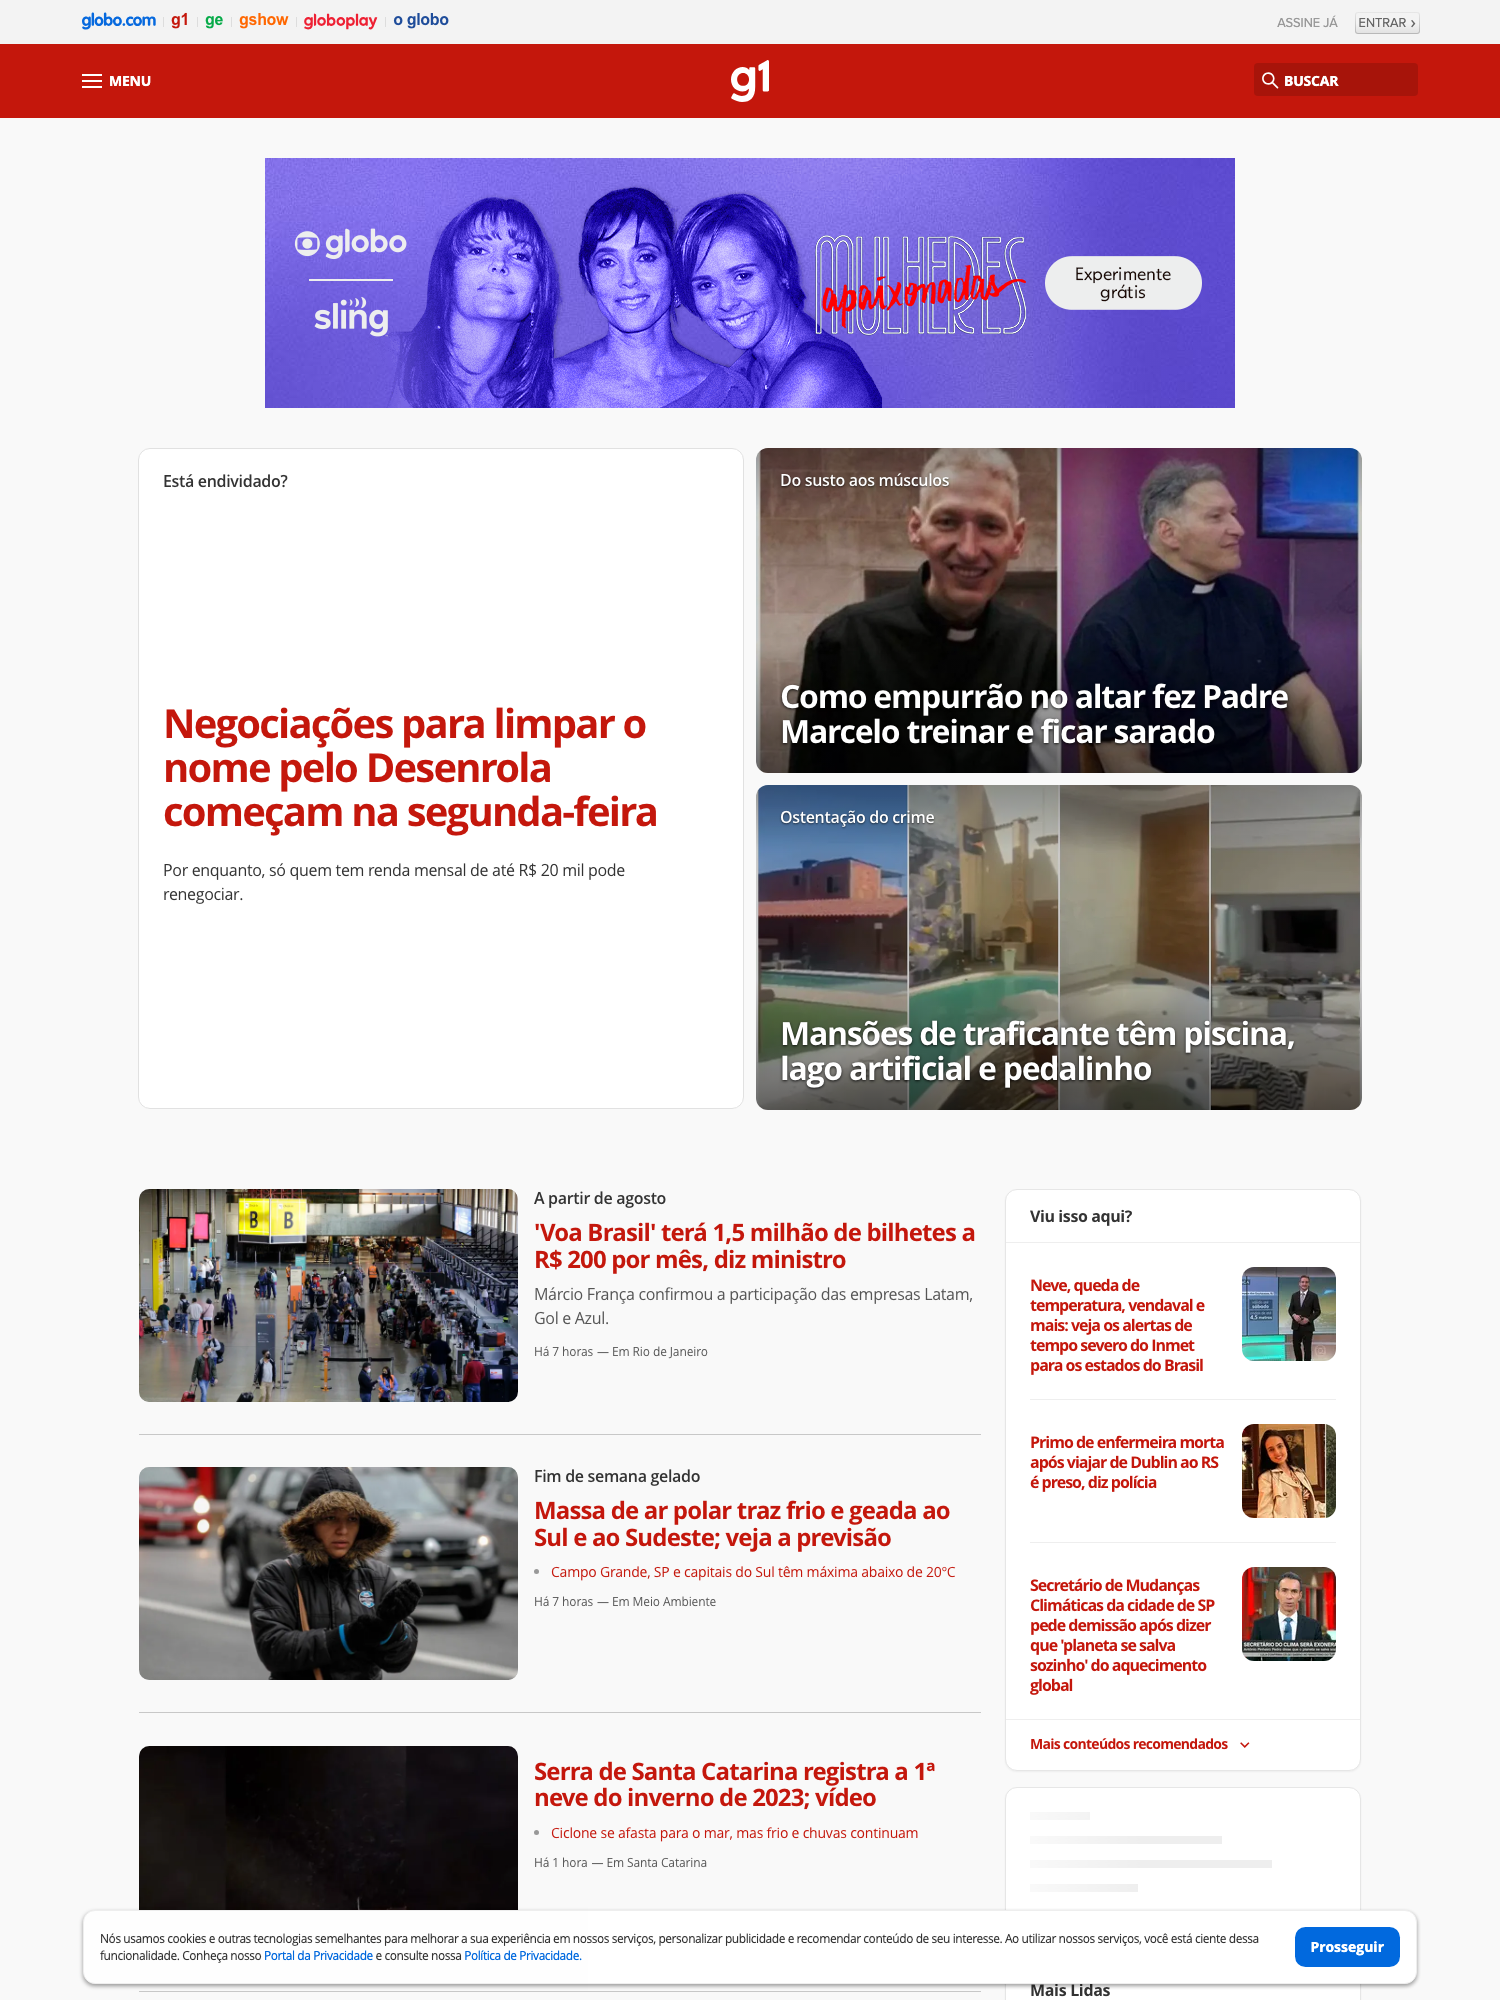 globo.com g1 ge gshow globoplay o globo
ASSINE JÁ ENTRAR ›
MENU
g1
BUSCAR
globo
sling
MULHERES
apaixonadas
Experimente
grátis
Está endividado?
Negociações para limpar o
nome pelo Desenrola
começam na segunda-feira
Por enquanto, só quem tem renda mensal de até R$ 20 mil pode
renegociar.
Do susto aos músculos
Como empurrão no altar fez Padre
Marcelo treinar e ficar sarado
Ostentação do crime
Mansões de traficante têm piscina,
lago artificial e pedalinho
B B
A partir de agosto
'Voa Brasil' terá 1,5 milhão de bilhetes a
R$ 200 por mês, diz ministro
Márcio França confirmou a participação das empresas Latam,
Gol e Azul.
Há 7 horas — Em Rio de Janeiro
Fim de semana gelado
Massa de ar polar traz frio e geada ao
Sul e ao Sudeste; veja a previsão
Campo Grande, SP e capitais do Sul têm máxima abaixo de 20ºC
Há 7 horas — Em Meio Ambiente
Serra de Santa Catarina registra a 1ª
neve do inverno de 2023; vídeo
Ciclone se afasta para o mar, mas frio e chuvas continuam
Há 1 hora — Em Santa Catarina
Viu isso aqui?
Neve, queda de
temperatura, vendaval e
mais: veja os alertas de
tempo severo do Inmet
para os estados do Brasil
sábado
4,5 metros
Primo de enfermeira morta
após viajar de Dublin ao RS
é preso, diz polícia
Secretário de Mudanças
Climáticas da cidade de SP
pede demissão após dizer
que 'planeta se salva
sozinho' do aquecimento
global
SECRETÁRIO DO CLIMA SERÁ EXONERA
Mais conteúdos recomendados
Nós usamos cookies e outras tecnologias semelhantes para melhorar a sua experiência em nossos serviços, personalizar publicidade e recomendar conteúdo de seu interesse. Ao utilizar nossos serviços, você está ciente dessa
funcionalidade. Conheça nosso Portal da Privacidade e consulte nossa Política de Privacidade.
Prosseguir
Mais Lidas